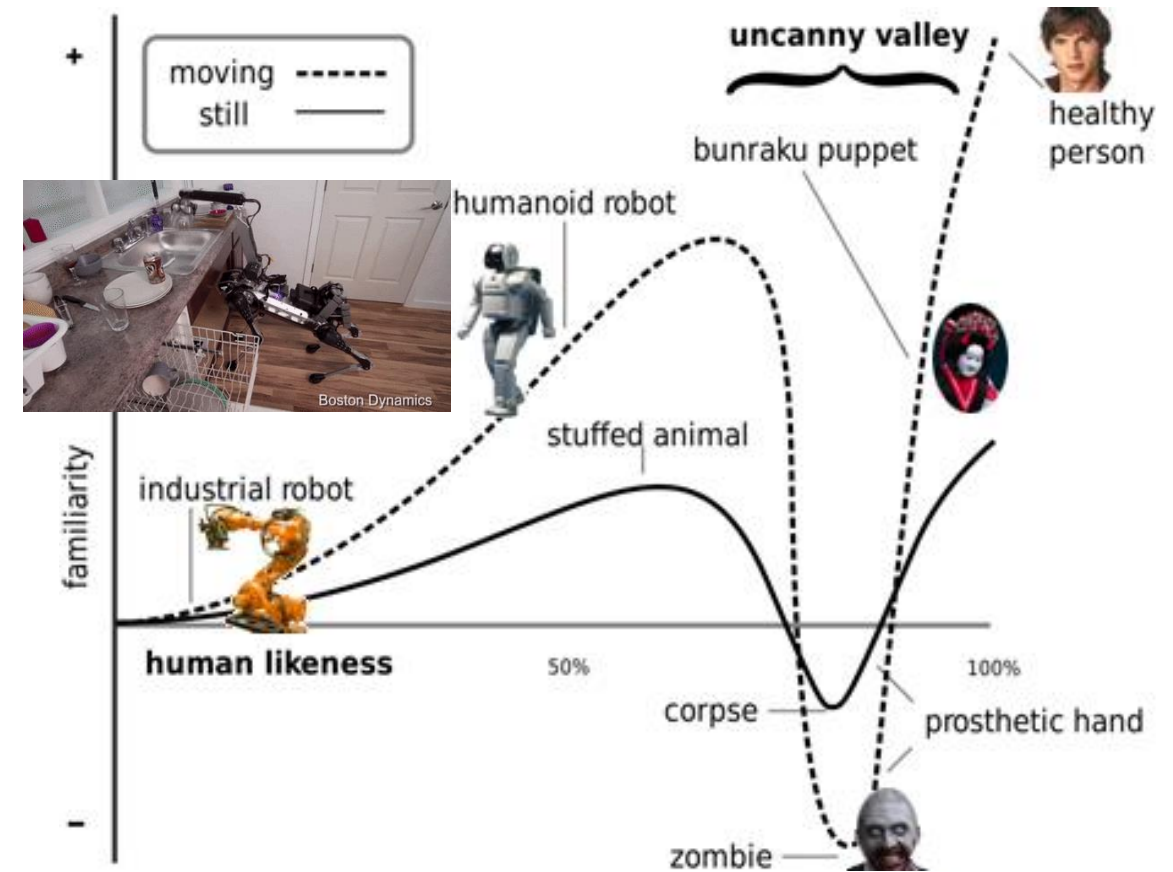 +
uncanny valley
moving
still
healthy
person
bunraku puppet
humanoid robot
Boston Dynamics
stuffed animal
familiarity
industrial robot
human likeness
50%
100%
corpse
prosthetic hand
–
zombie